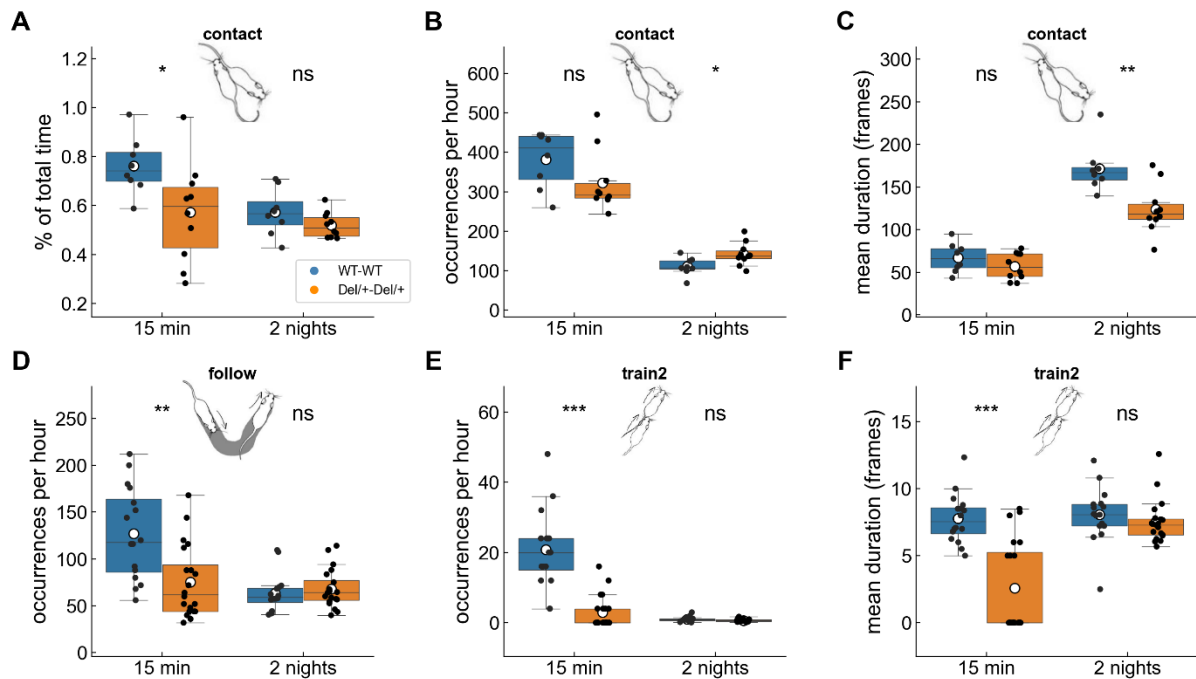 A
contact
*
ns
% of total time
1.2
1.0
0.8
0.6
0.4
0.2
WT-WT
Del/+-Del/+
15 min
2 nights
B
contact
ns
*
occurrences per hour
600
500
400
300
200
100
0
15 min
2 nights
C
contact
ns
**
mean duration (frames)
300
250
200
150
100
50
0
15 min
2 nights
D
follow
**
ns
occurrences per hour
250
200
150
100
50
0
15 min
2 nights
E
train2
***
ns
occurrences per hour
60
40
20
0
15 min
2 nights
F
train2
***
ns
mean duration (frames)
15
10
5
0
15 min
2 nights